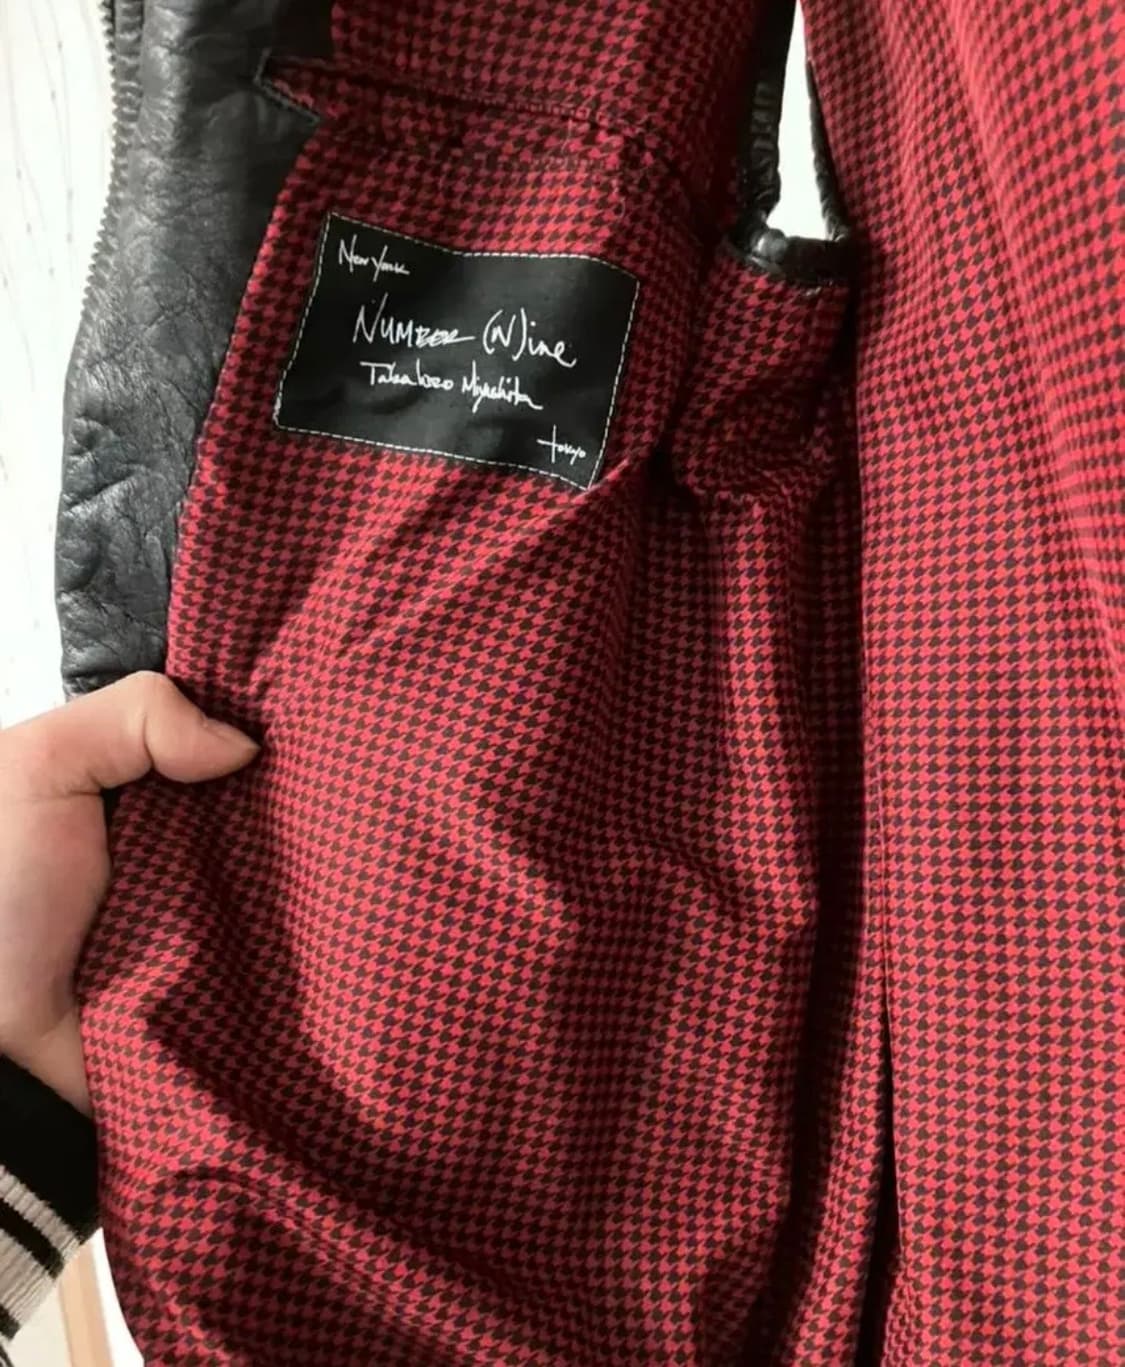 New York
NUMBER (N)ine
Takahiro Miyashita
tokyo